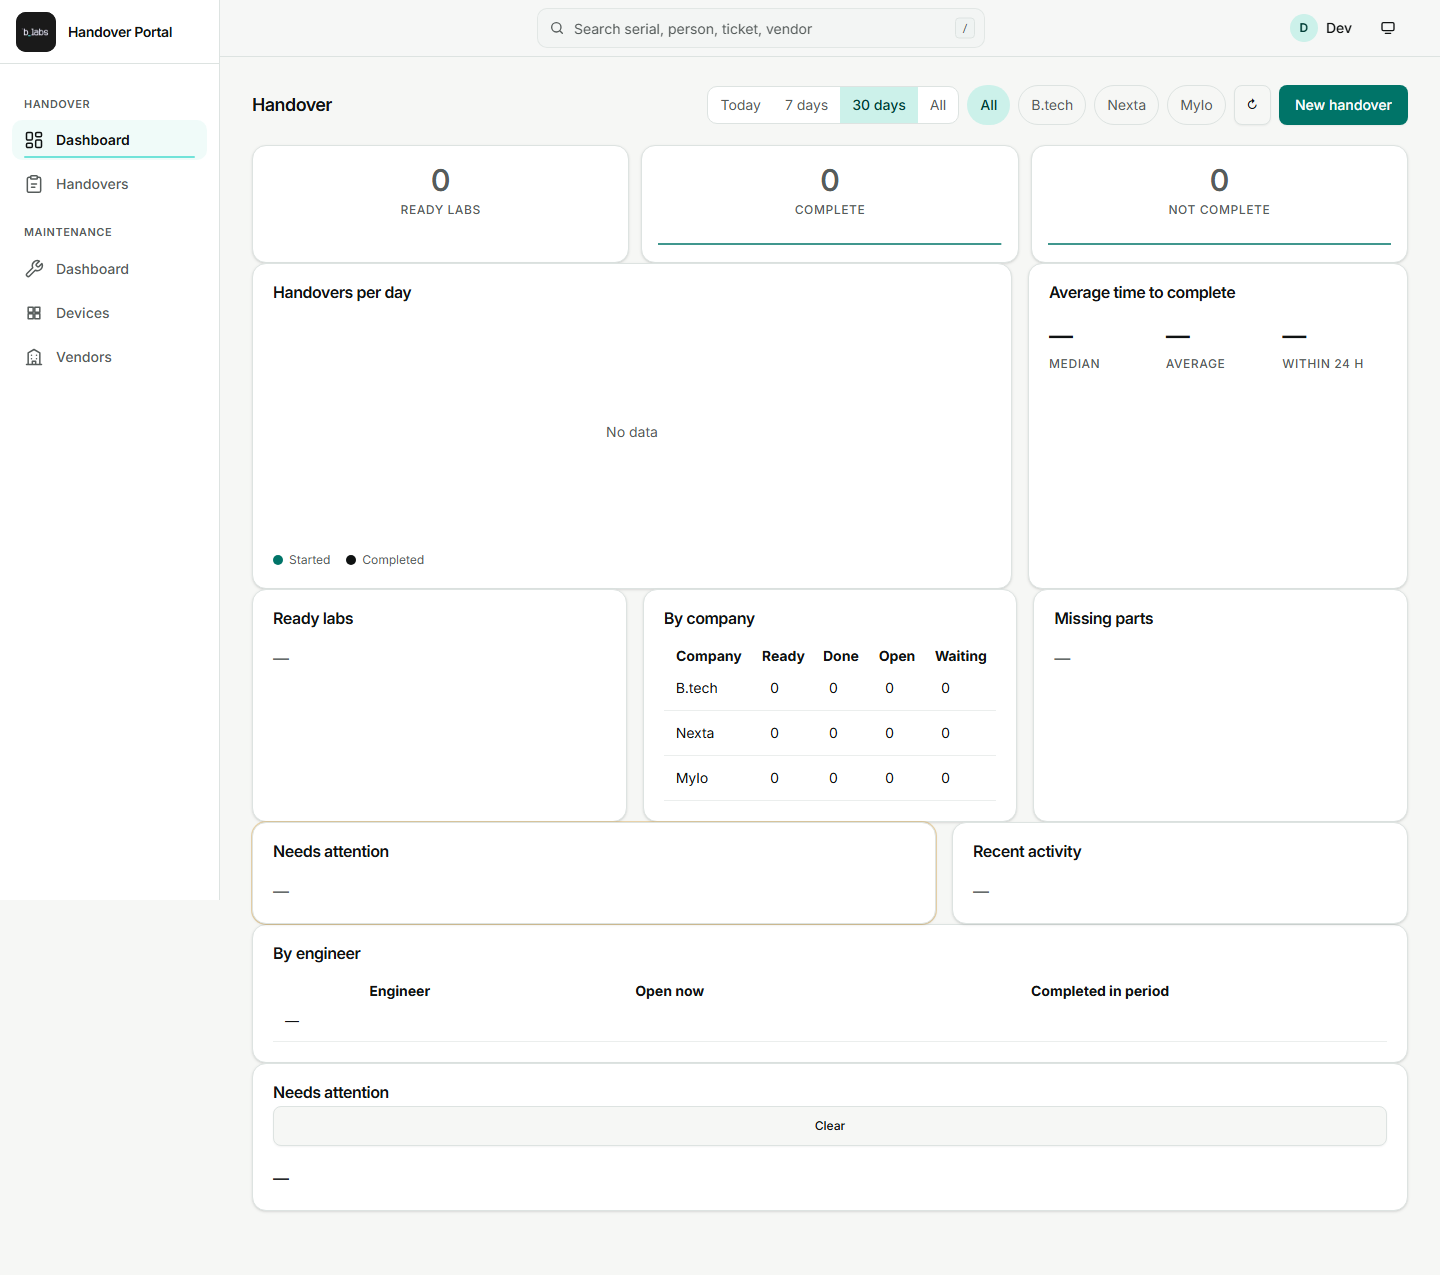 b_labs Handover Portal
Search serial, person, ticket, vendor /
D Dev
HANDOVER
Dashboard
Handovers
MAINTENANCE
Dashboard
Devices
Vendors
Handover
Today 7 days 30 days All
All B.tech Nexta Mylo
New handover
0
READY LABS
0
COMPLETE
0
NOT COMPLETE
Handovers per day
No data
Started Completed
Average time to complete
— — —
MEDIAN AVERAGE WITHIN 24 H
Ready labs
—
By company
Company Ready Done Open Waiting
B.tech 0 0 0 0
Nexta 0 0 0 0
Mylo 0 0 0 0
Missing parts
—
Needs attention
—
Recent activity
—
By engineer
Engineer Open now Completed in period
—
Needs attention
Clear
—